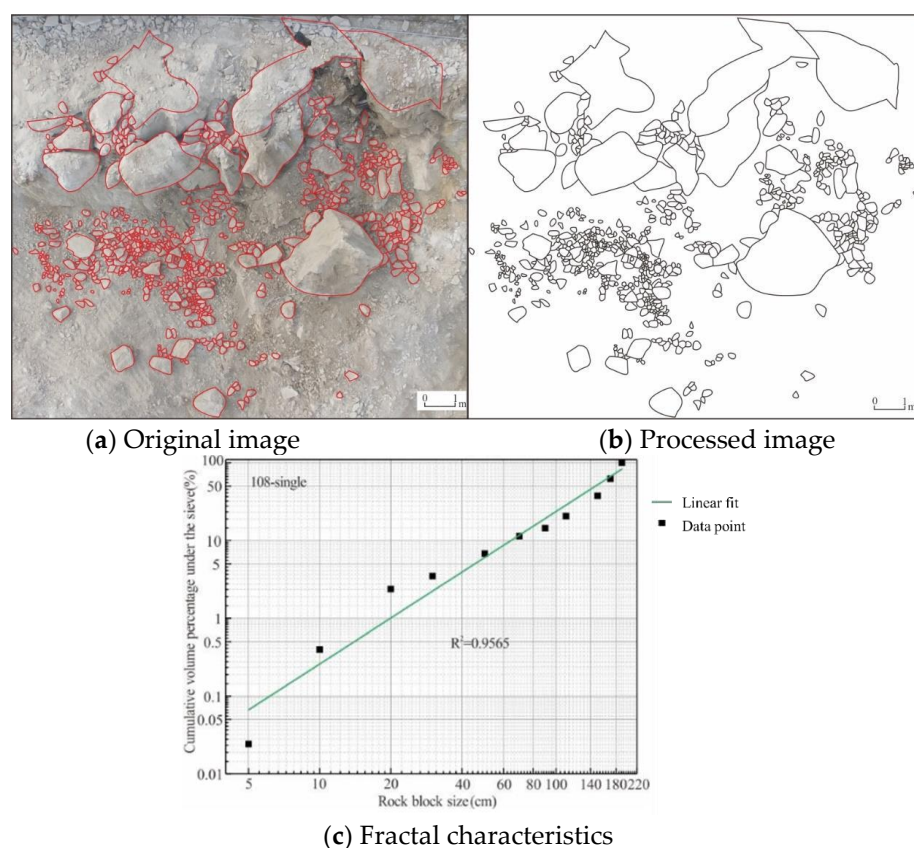 0 1
m
0 1
m
(a) Original image
(b) Processed image
100
50
10
5
1
0.5
0.1
0.05
0.01
Cumulative volume percentage under the sieve(%)
108-single
R²=0.9565
Linear fit
Data point
5 10 20 40 60 80 100 140 180 220
Rock block size(cm)
(c) Fractal characteristics